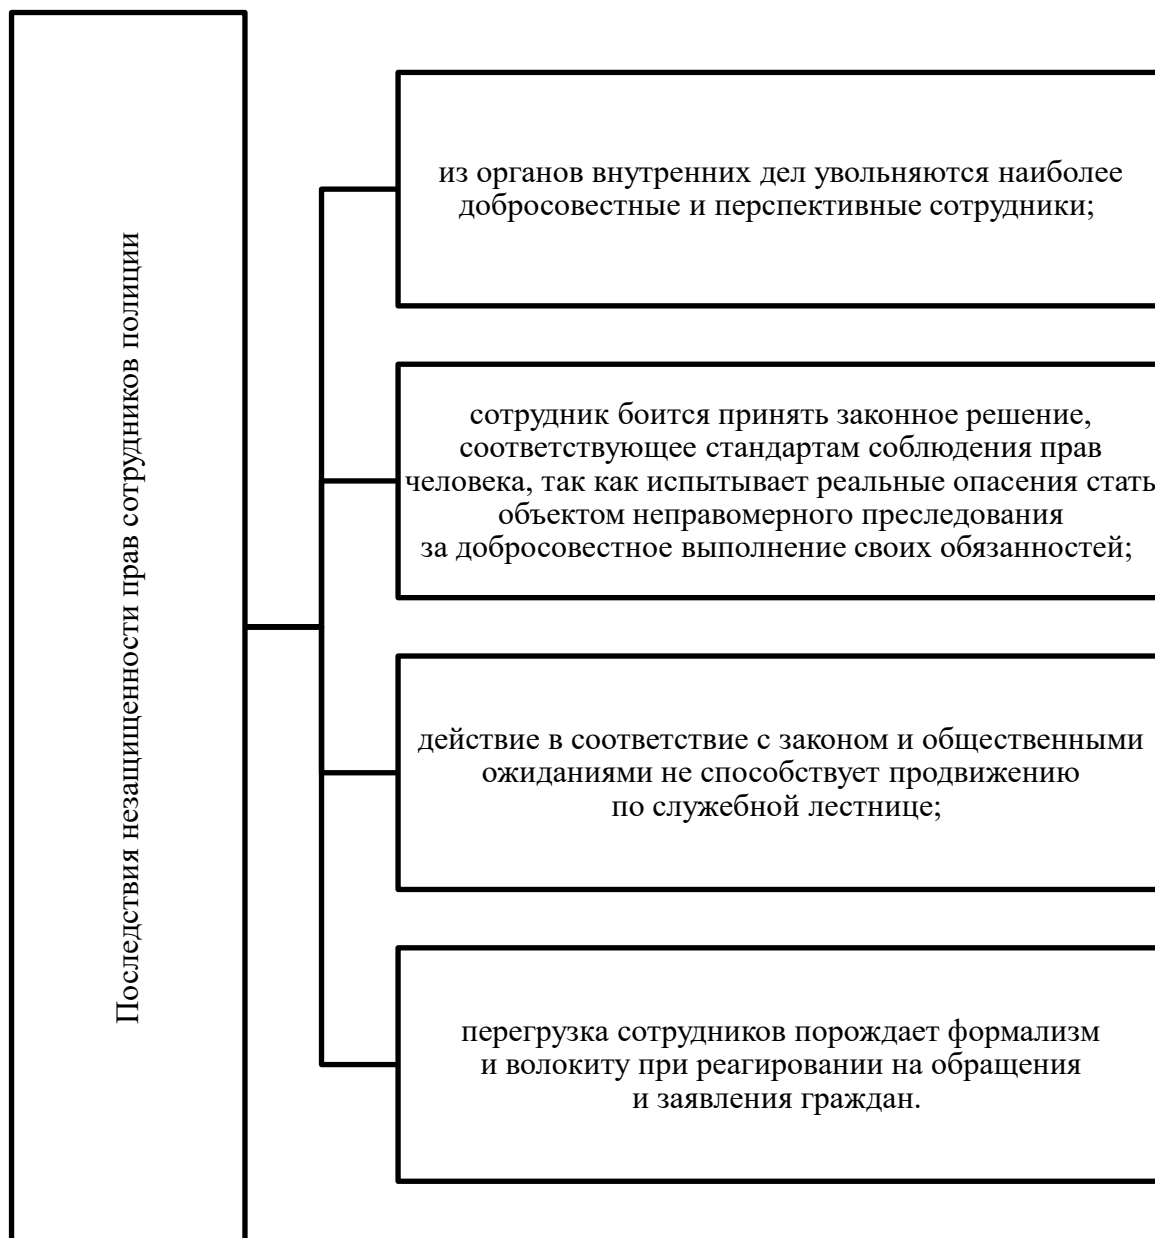 Последствия незащищенности прав сотрудников полиции
из органов внутренних дел увольняются наиболее
добросовестные и перспективные сотрудники;
сотрудник боится принять законное решение,
соответствующее стандартам соблюдения прав
человека, так как испытывает реальные опасения стать
объектом неправомерного преследования
за добросовестное выполнение своих обязанностей;
действие в соответствие с законом и общественными
ожиданиями не способствует продвижению
по служебной лестнице;
перегрузка сотрудников порождает формализм
и волокиту при реагировании на обращения
и заявления граждан.